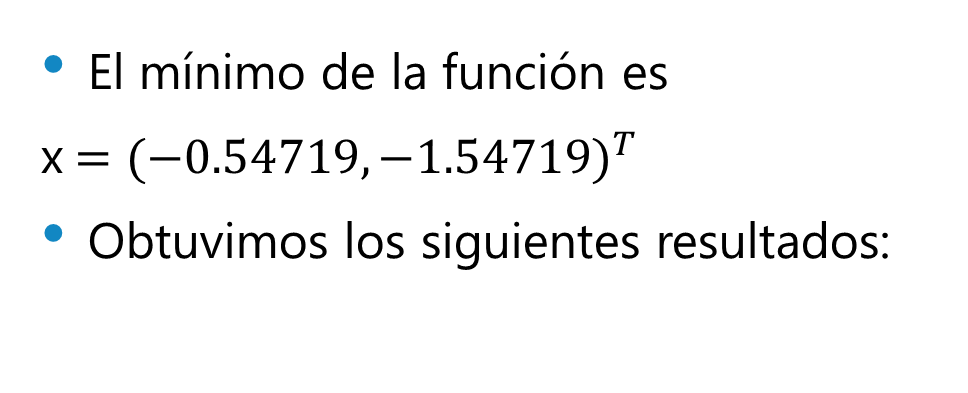 • El mínimo de la función es
x = (−0.54719, −1.54719)ᵀ
• Obtuvimos los siguientes resultados: